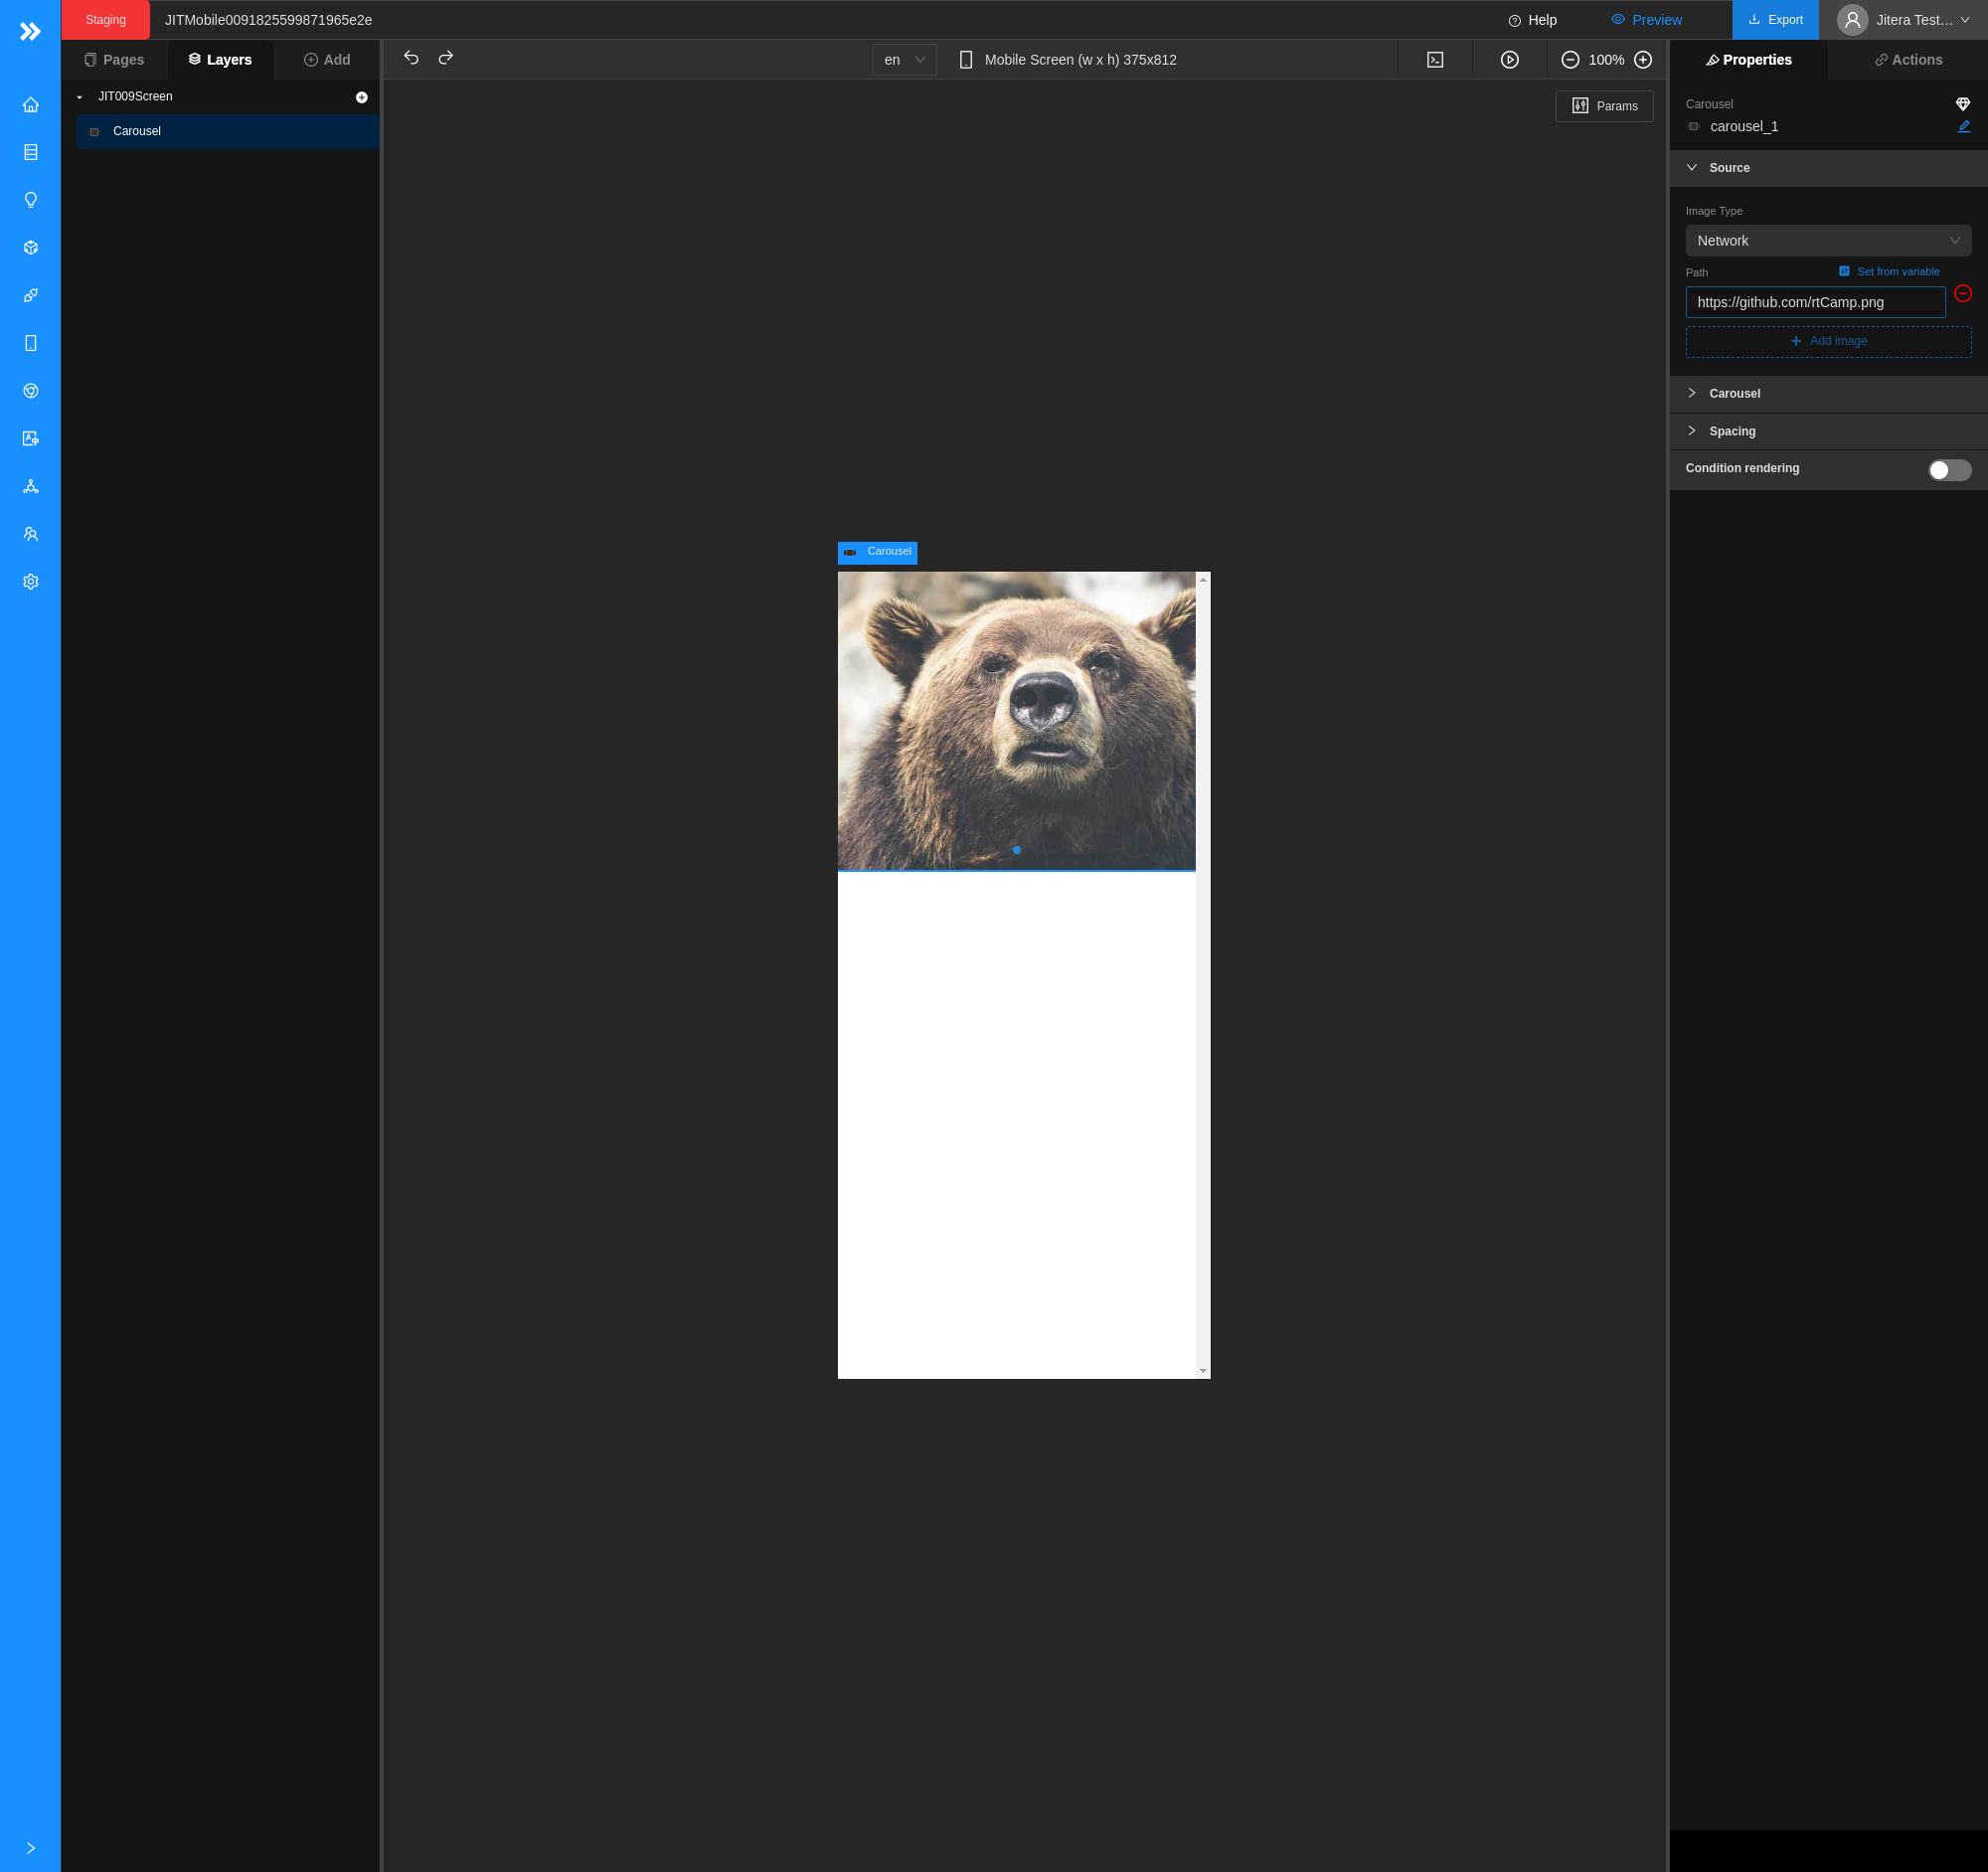 Staging
JITMobile0091825599871965e2e
Help
Preview
Export
Jitera Test…
Pages
Layers
Add
en
Mobile Screen (w x h) 375x812
100%
Properties
Actions
JIT009Screen
Carousel
Params
Carousel
carousel_1
Source
Image Type
Network
Path
Set from variable
https://github.com/rtCamp.png
Add image
Carousel
Spacing
Condition rendering
Carousel